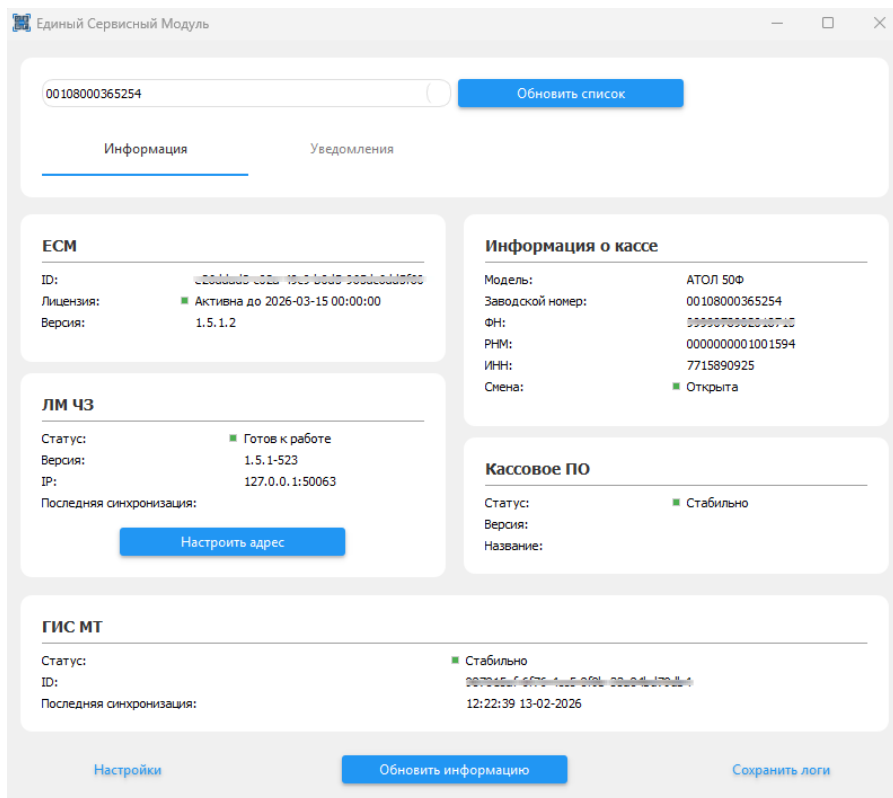 Единый Сервисный Модуль
00108000365254
Обновить список
Информация
Уведомления
ЕСМ
ID:
Лицензия: Активна до 2026-03-15 00:00:00
Версия: 1.5.1.2
Информация о кассе
Модель: АТОЛ 50Ф
Заводской номер: 00108000365254
ФН:
РНМ: 0000000001001594
ИНН: 7715890925
Смена: Открыта
ЛМ ЧЗ
Статус: Готов к работе
Версия: 1.5.1-523
IP: 127.0.0.1:50063
Последняя синхронизация:
Настроить адрес
Кассовое ПО
Статус: Стабильно
Версия:
Название:
ГИС МТ
Статус: Стабильно
ID:
Последняя синхронизация: 12:22:39 13-02-2026
Настройки
Обновить информацию
Сохранить логи